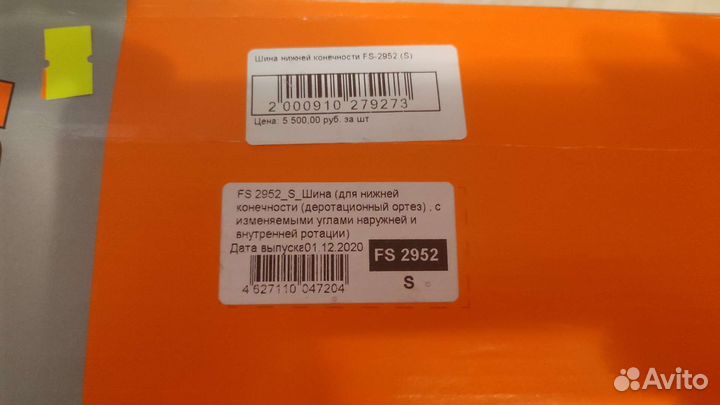 Шина нижней конечности FS-2952 (S)
2 000910 279273
Цена: 5 500,00 руб. за шт
FS 2952_S_Шина (для нижней
конечности (деротационный ортез) , с
изменяемыми углами наружней и
внутренней ротации)
Дата выпуска01.12.2020
FS 2952
4 627110 047204
S
Avito